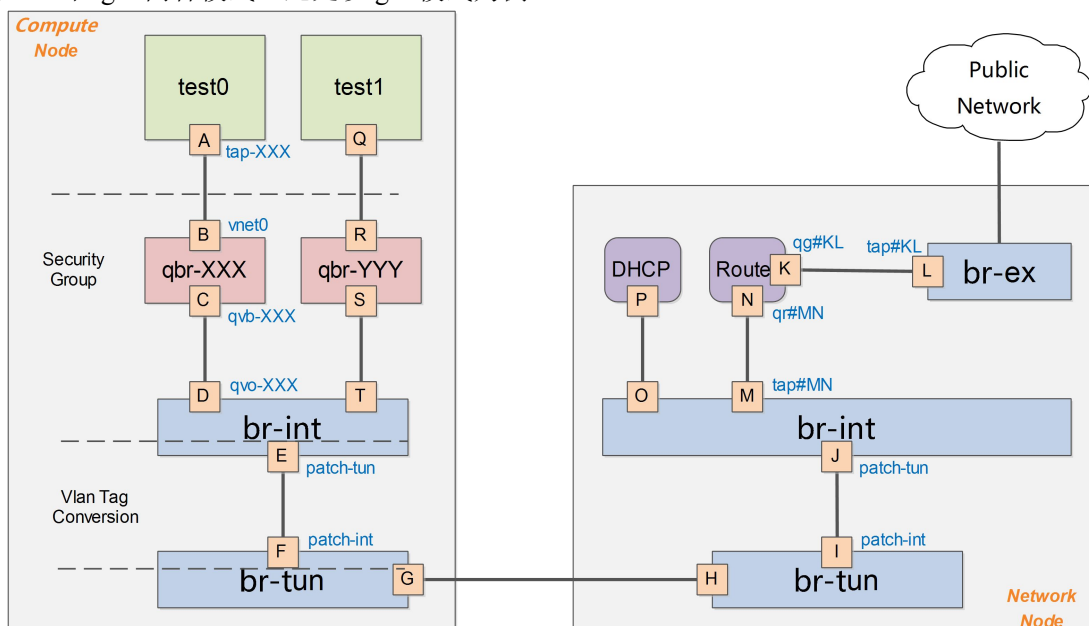 Compute
Node
test0
test1
A
Q
tap-XXX
Public
Network
B
vnet0
R
Security
Group
qbr-XXX
qbr-YYY
C
qvb-XXX
S
DHCP
Route
K
qg#KL
tap#KL
L
br-ex
P
N
qr#MN
D
qvo-XXX
T
O
M
tap#MN
br-int
br-int
E
patch-tun
J
patch-tun
Vlan Tag
Conversion
F
patch-int
I
patch-int
br-tun
G
H
br-tun
Network
Node